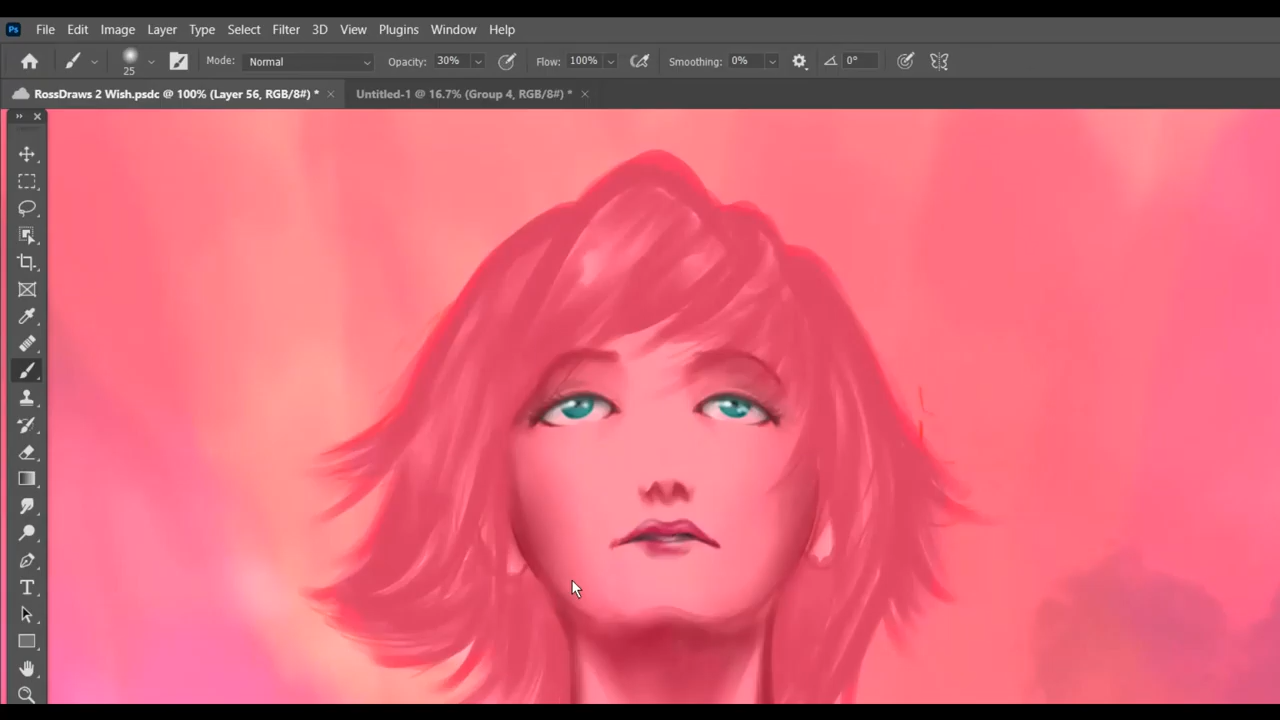 Ps File Edit Image Layer Type Select Filter 3D View Plugins Window Help
25 Mode: Normal Opacity: 30% Flow: 100% Smoothing: 0% 0°
RossDraws 2 Wish.psdc @ 100% (Layer 56, RGB/8#) * × Untitled-1 @ 16.7% (Group 4, RGB/8#) * ×